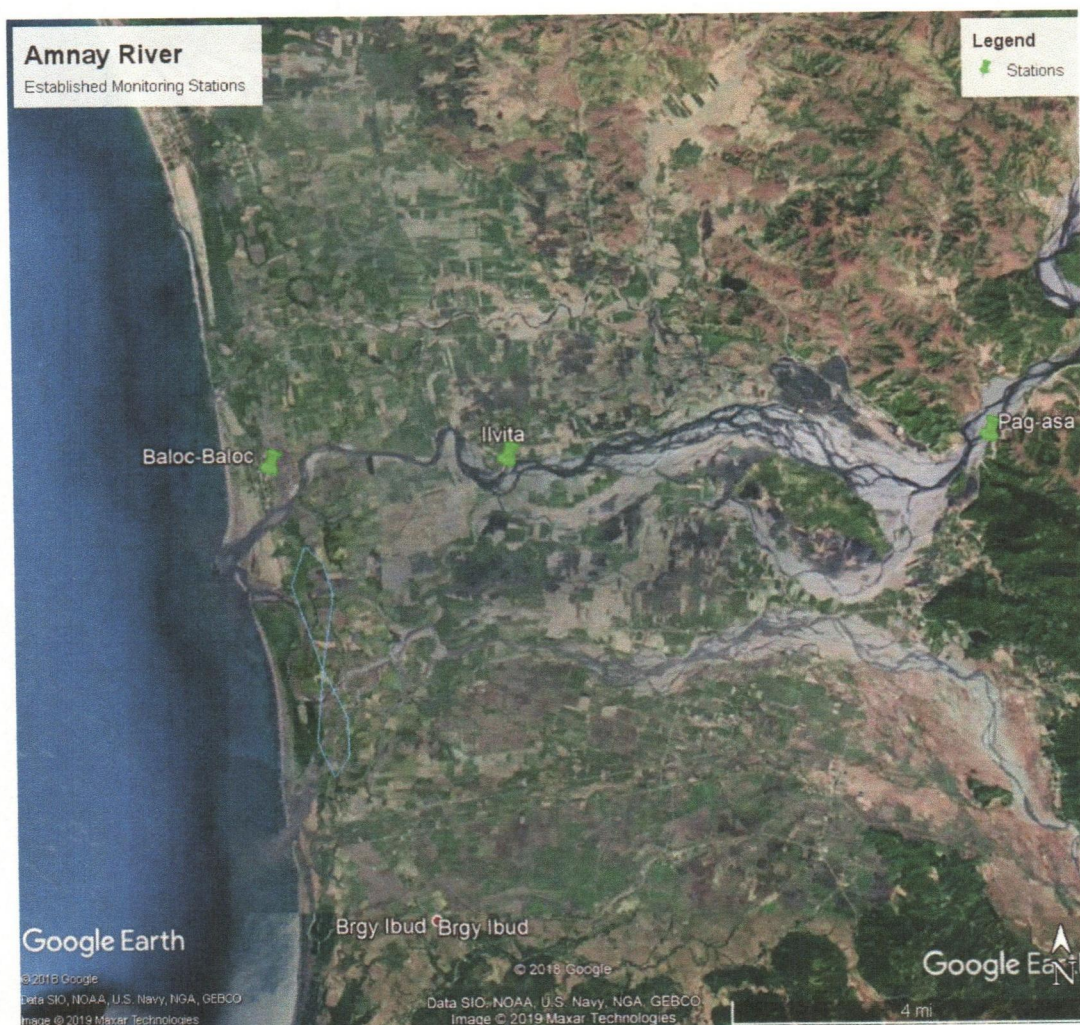 Amnay River
Established Monitoring Stations
Legend
Stations
Baloc-Baloc
Ilvita
Pag-asa
Brgy Ibud Brgy Ibud
Google Earth
© 2018 Google
Data SIO, NOAA, U.S. Navy, NGA, GEBCO
Image © 2019 Maxar Technologies
© 2018 Google
Data SIO, NOAA, U.S. Navy, NGA, GEBCO
Image © 2019 Maxar Technologies
Google Eart
N
4 mi